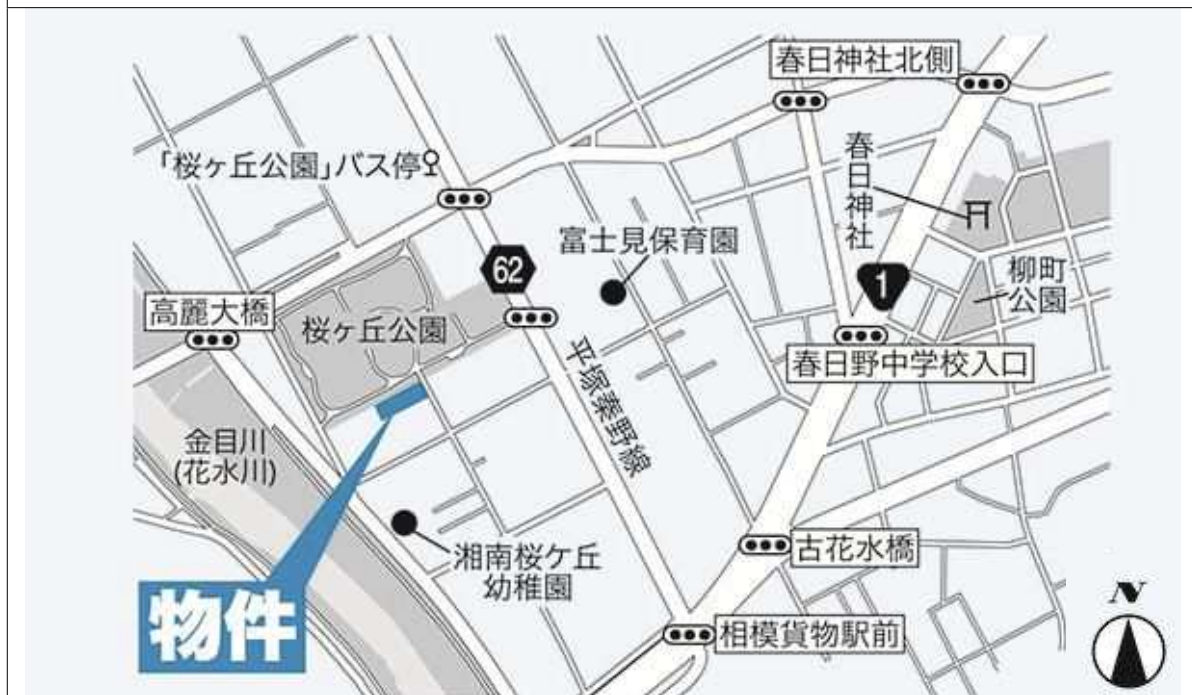 春日神社北側
「桜ヶ丘公園」バス停
春日神社
富士見保育園
62
1
柳町
公園
高麗大橋
桜ヶ丘公園
春日野中学校入口
平塚秦野線
金目川
(花水川)
湘南桜ケ丘
幼稚園
古花水橋
物件
相模貨物駅前
N